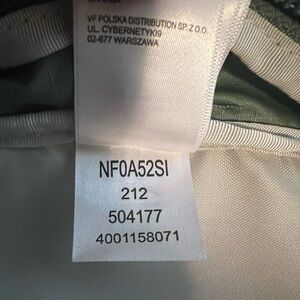 VF POLSKA DISTRIBUTION SP. Z O.O.
UL. CYBERNETYKI9
02-677 WARSZAWA
NF0A52SI
212
504177
4001158071